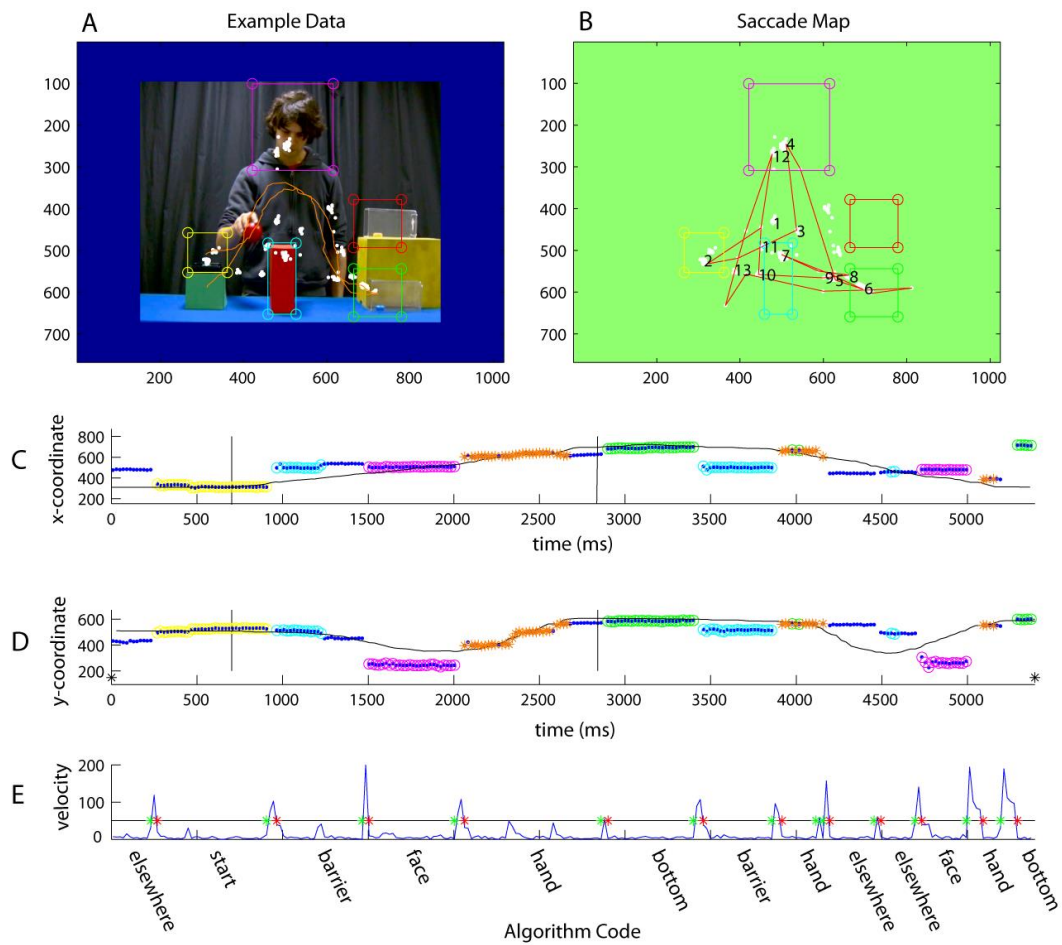 A Example Data
100
200
300
400
500
600
700
200 400 600 800 1000
B Saccade Map
100
200
300
400
500
600
700
4
12
1
3
11
2
7
13 10 9 5 8
6
200 400 600 800 1000
C
x-coordinate
800
600
400
200
0 500 1000 1500 2000 2500 3000 3500 4000 4500 5000
time (ms)
D
y-coordinate
600
400
200
0 500 1000 1500 2000 2500 3000 3500 4000 4500 5000
time (ms)
E
velocity
200
100
0
elsewhere start barrier face hand bottom barrier hand elsewhere elsewhere face hand bottom
Algorithm Code